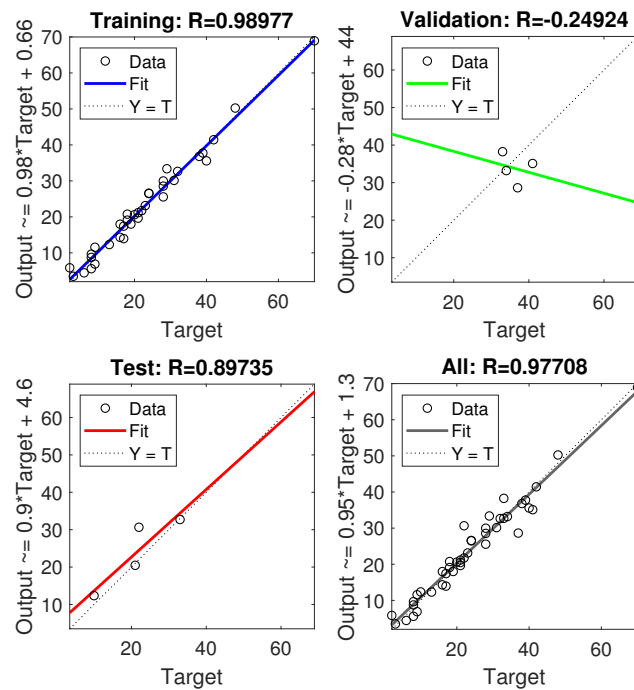 Training: R=0.98977
Output ~= 0.98*Target + 0.66
70
60
50
40
30
20
10
Data
Fit
Y = T
20
40
60
Target
Validation: R=-0.24924
Output ~= -0.28*Target + 44
60
50
40
30
20
10
Data
Fit
Y = T
20
40
60
Target
Test: R=0.89735
Output ~= 0.9*Target + 4.6
60
50
40
30
20
10
Data
Fit
Y = T
20
40
60
Target
All: R=0.97708
Output ~= 0.95*Target + 1.3
70
60
50
40
30
20
10
Data
Fit
Y = T
20
40
60
Target